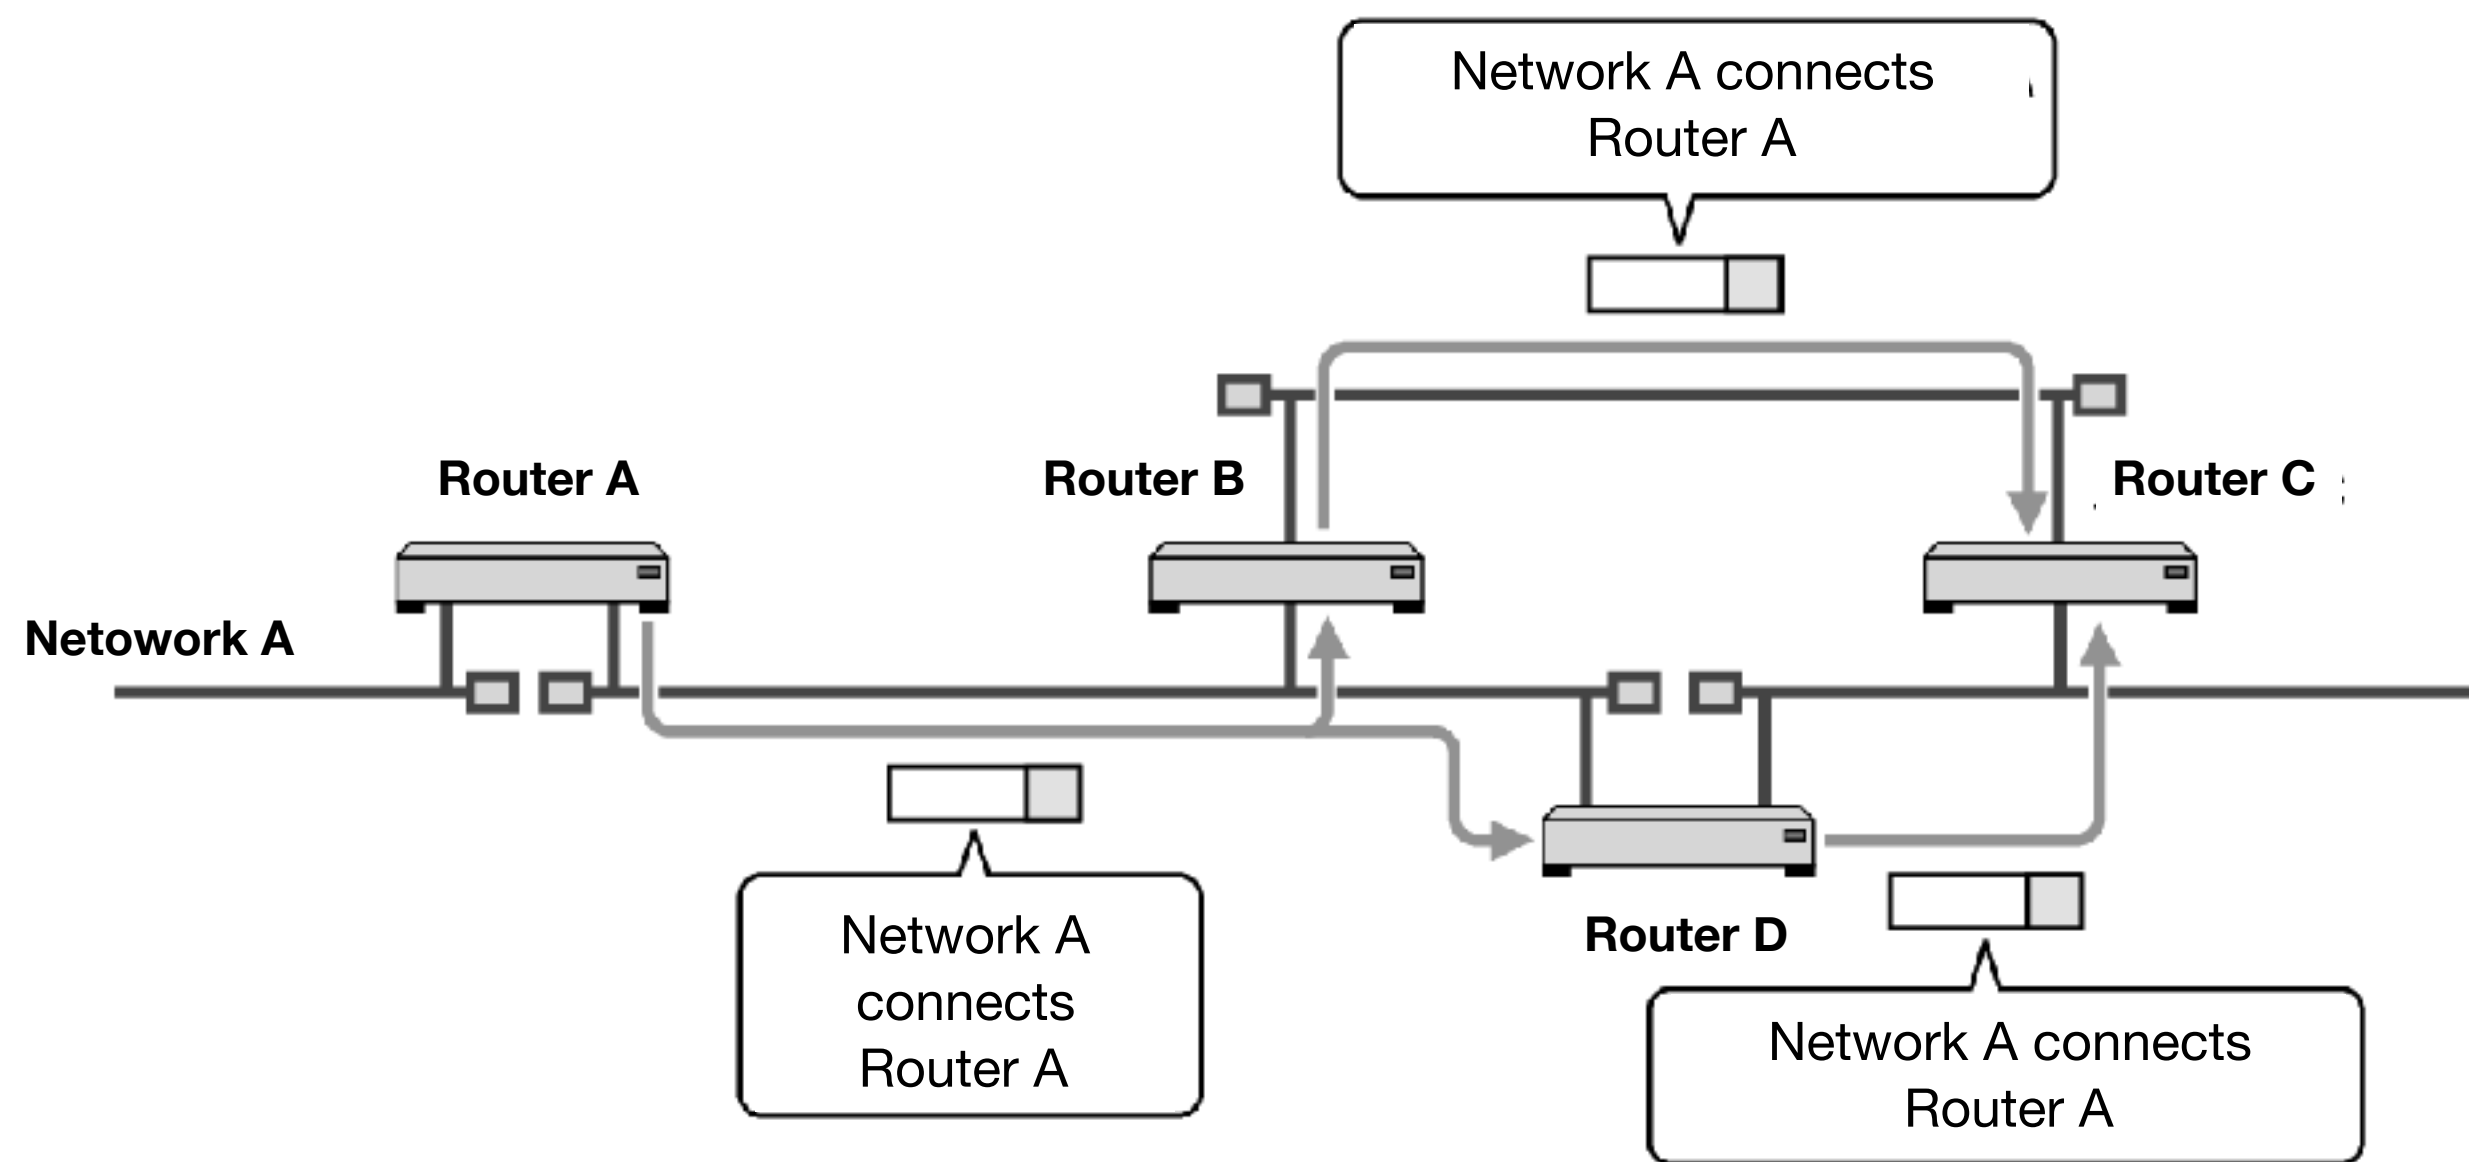 Network A connects
Router A
Router A
Router B
Router C
Netowork A
Network A
connects
Router A
Router D
Network A connects
Router A